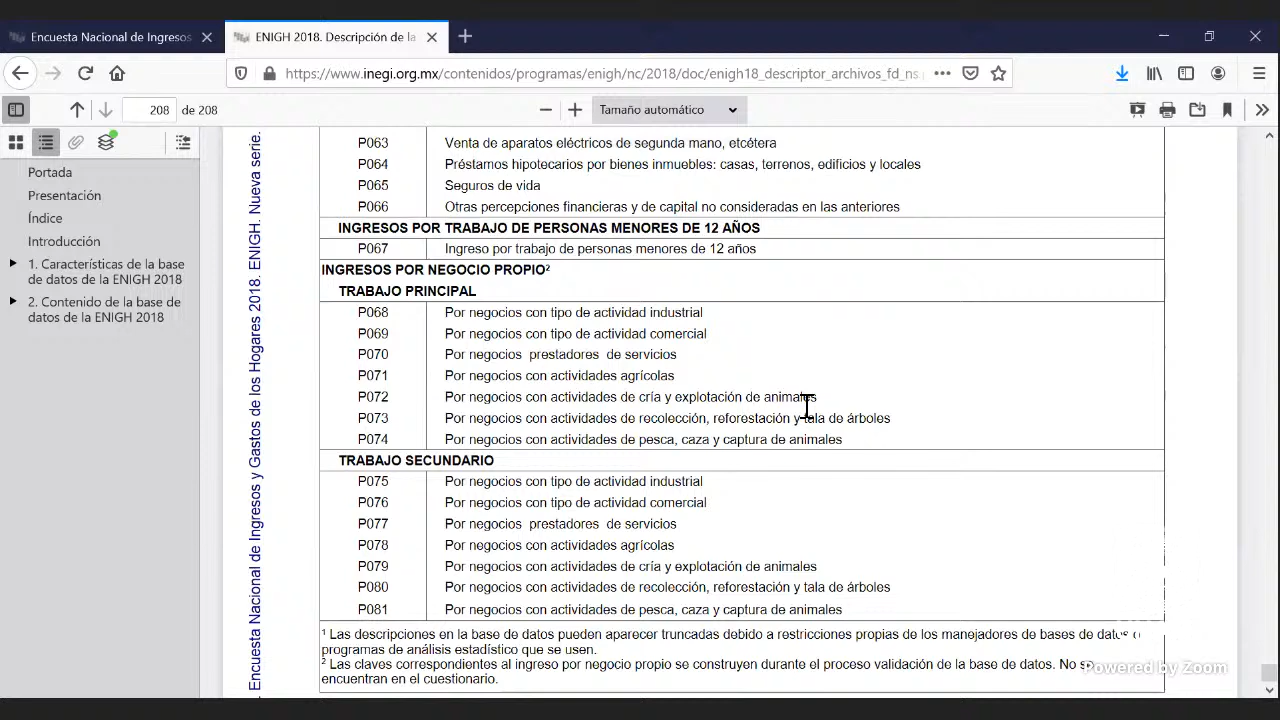 Encuesta Nacional de Ingresos
ENIGH 2018. Descripción de la
https://www.inegi.org.mx/contenidos/programas/enigh/nc/2018/doc/enigh18_descriptor_archivos_fd_ns
208 de 208
Tamaño automático
Portada
Presentación
Índice
Introducción
1. Características de la base
de datos de la ENIGH 2018
2. Contenido de la base de
datos de la ENIGH 2018
Encuesta Nacional de Ingresos y Gastos de los Hogares 2018. ENIGH. Nueva serie.
P063 Venta de aparatos eléctricos de segunda mano, etcétera
P064 Préstamos hipotecarios por bienes inmuebles: casas, terrenos, edificios y locales
P065 Seguros de vida
P066 Otras percepciones financieras y de capital no consideradas en las anteriores
INGRESOS POR TRABAJO DE PERSONAS MENORES DE 12 AÑOS
P067 Ingreso por trabajo de personas menores de 12 años
INGRESOS POR NEGOCIO PROPIO²
TRABAJO PRINCIPAL
P068 Por negocios con tipo de actividad industrial
P069 Por negocios con tipo de actividad comercial
P070 Por negocios prestadores de servicios
P071 Por negocios con actividades agrícolas
P072 Por negocios con actividades de cría y explotación de animales
P073 Por negocios con actividades de recolección, reforestación y tala de árboles
P074 Por negocios con actividades de pesca, caza y captura de animales
TRABAJO SECUNDARIO
P075 Por negocios con tipo de actividad industrial
P076 Por negocios con tipo de actividad comercial
P077 Por negocios prestadores de servicios
P078 Por negocios con actividades agrícolas
P079 Por negocios con actividades de cría y explotación de animales
P080 Por negocios con actividades de recolección, reforestación y tala de árboles
P081 Por negocios con actividades de pesca, caza y captura de animales
¹ Las descripciones en la base de datos pueden aparecer truncadas debido a restricciones propias de los manejadores de bases de datos
programas de análisis estadístico que se usen.
² Las claves correspondientes al ingreso por negocio propio se construyen durante el proceso validación de la base de datos. No se
encuentran en el cuestionario.
Powered by Zoom